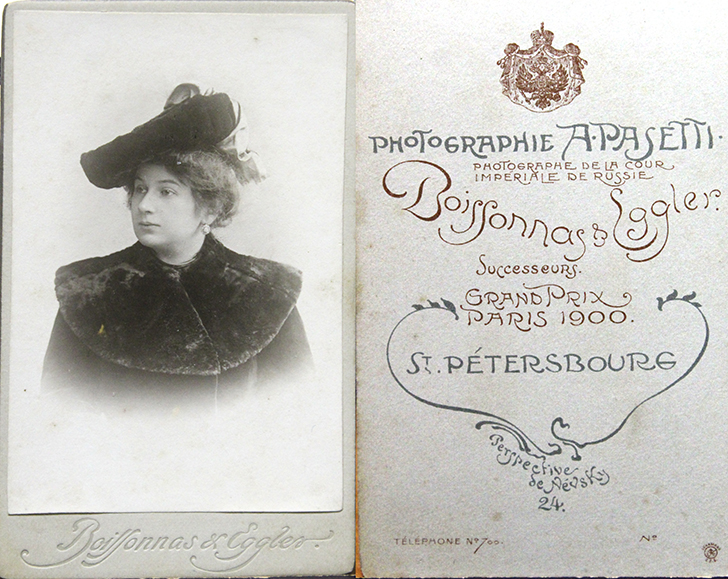 Boissonnas & Eggler.
PHOTOGRAPHIE A. PASETTI.
PHOTOGRAPHE DE LA COUR
IMPERIALE DE RUSSIE
Boissonnas & Eggler.
SUCCESSEURS.
GRAND PRIX
PARIS 1900.
ST. PÉTERSBOURG
Perspective
de Névsky
24.
TÉLÉPHONE Nº 700. Nº